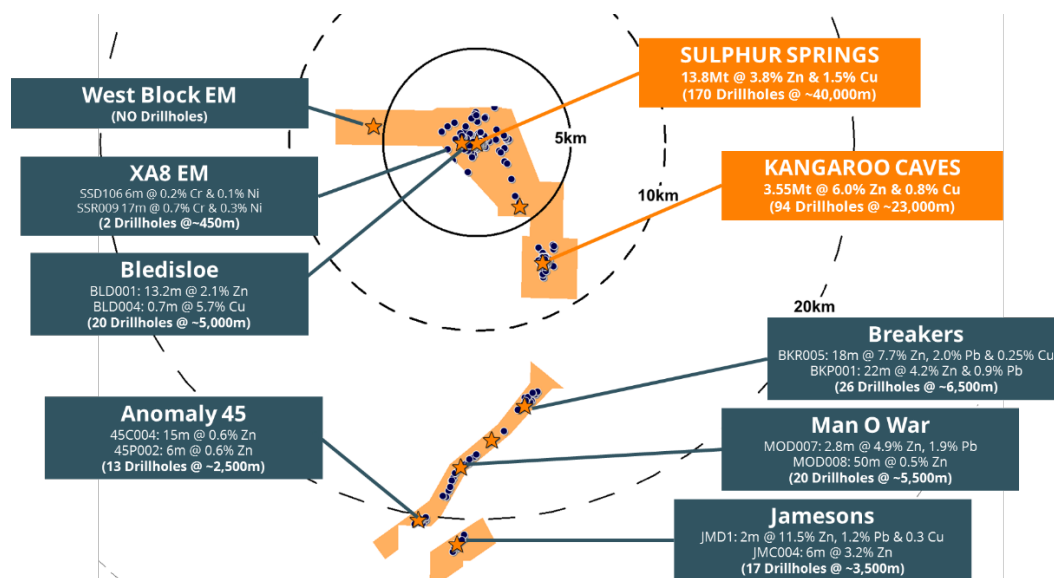 West Block EM
(NO Drillholes)
XA8 EM
SSD106 6m @ 0.2% Cr & 0.1% Ni
SSR009 17m @ 0.7% Cr & 0.3% Ni
(2 Drillholes @~450m)
Bledisloe
BLD001: 13.2m @ 2.1% Zn
BLD004: 0.7m @ 5.7% Cu
(20 Drillholes @ ~5,000m)
Anomaly 45
45C004: 15m @ 0.6% Zn
45P002: 6m @ 0.6% Zn
(13 Drillholes @ ~2,500m)
SULPHUR SPRINGS
13.8Mt @ 3.8% Zn & 1.5% Cu
(170 Drillholes @ ~40,000m)
5km
KANGAROO CAVES
3.55Mt @ 6.0% Zn & 0.8% Cu
(94 Drillholes @ ~23,000m)
10km
20km
Breakers
BKR005: 18m @ 7.7% Zn, 2.0% Pb & 0.25% Cu
BKP001: 22m @ 4.2% Zn & 0.9% Pb
(26 Drillholes @ ~6,500m)
Man O War
MOD007: 2.8m @ 4.9% Zn, 1.9% Pb
MOD008: 50m @ 0.5% Zn
(20 Drillholes @ ~5,500m)
Jamesons
JMD1: 2m @ 11.5% Zn, 1.2% Pb & 0.3 Cu
JMC004: 6m @ 3.2% Zn
(17 Drillholes @ ~3,500m)